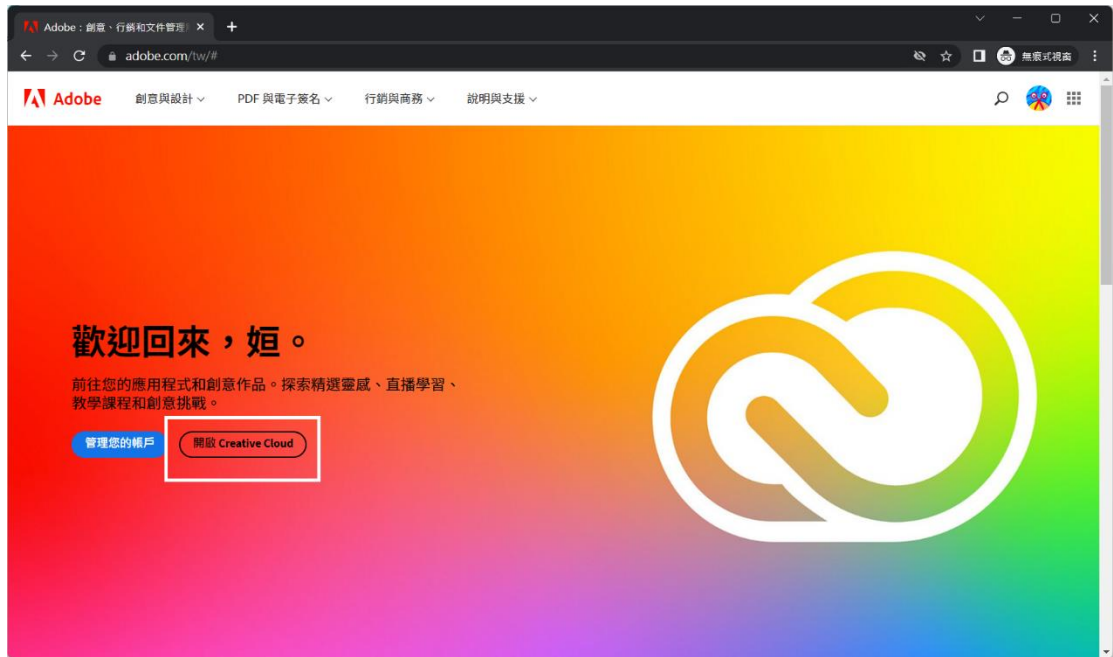 Adobe：創意、行銷和文件管理
adobe.com/tw/#
無痕式視窗
Adobe
創意與設計
PDF 與電子簽名
行銷與商務
說明與支援
歡迎回來，姮。
前往您的應用程式和創意作品。探索精選靈感、直播學習、
教學課程和創意挑戰。
管理您的帳戶
開啟 Creative Cloud